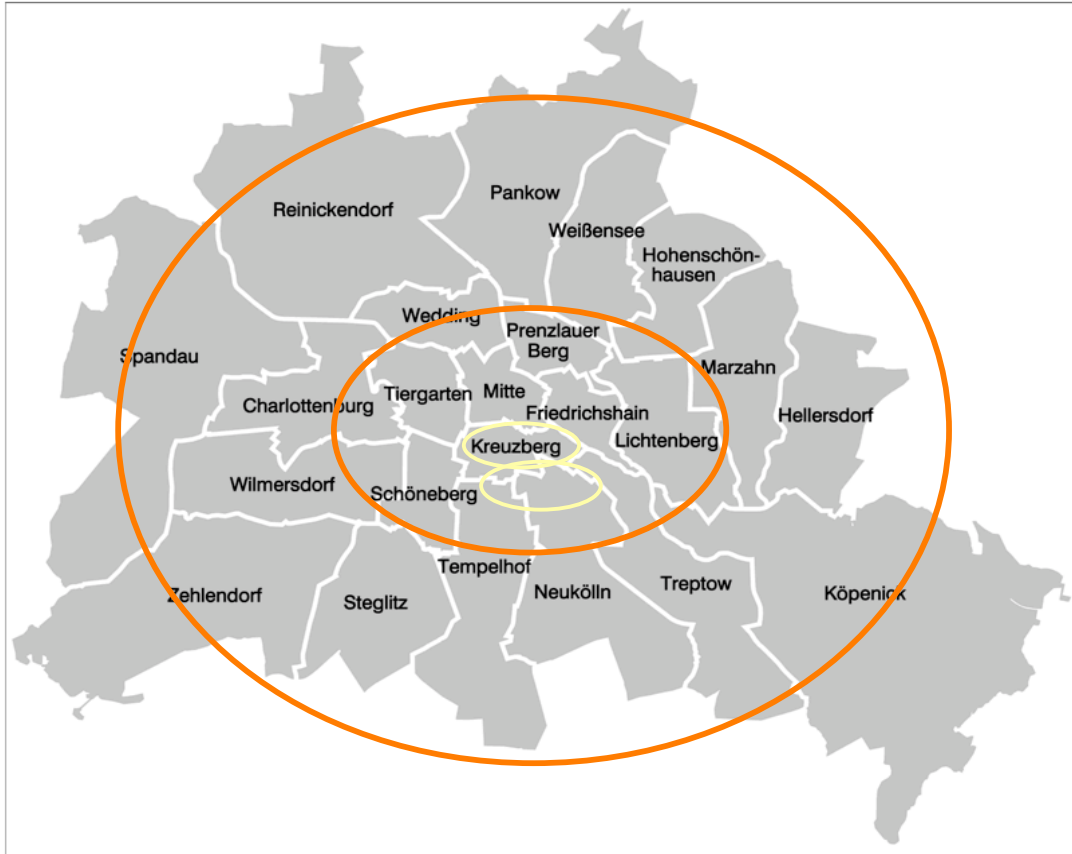 Pankow
Reinickendorf
Weißensee
Hohenschön-
hausen
Wedding
Prenzlauer
Berg
Spandau
Marzahn
Tiergarten
Mitte
Charlottenburg
Friedrichshain
Hellersdorf
Lichtenberg
Kreuzberg
Wilmersdorf
Schöneberg
Tempelhof
Treptow
Neukölln
Köpenick
Zehlendorf
Steglitz